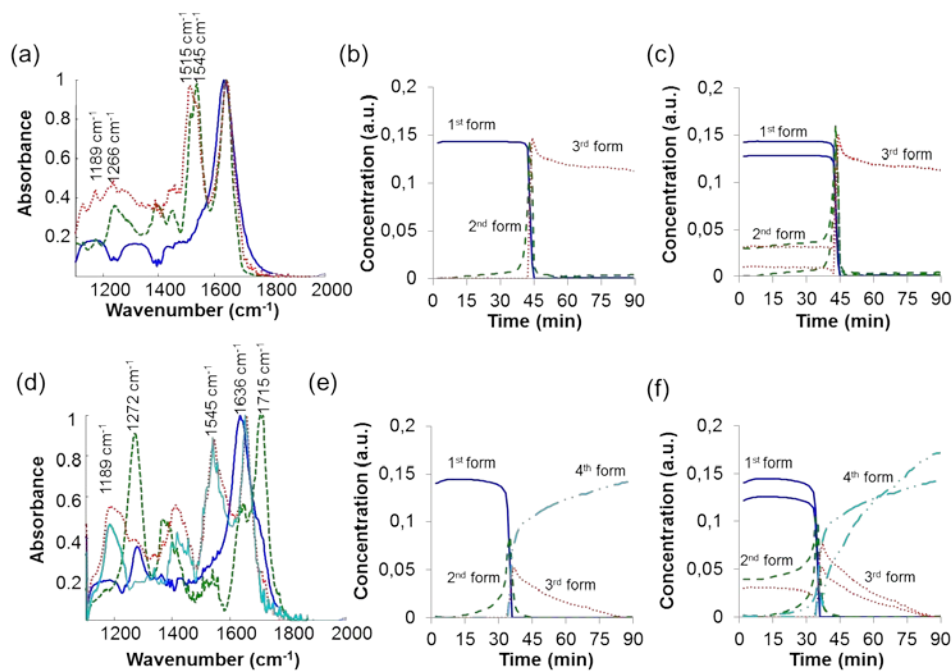 (a)
1189 cm⁻¹
1266 cm⁻¹
1515 cm⁻¹
1545 cm⁻¹
Absorbance
1
0.8
0.6
0.4
0.2
1200 1400 1600 1800 2000
Wavenumber (cm⁻¹)
(b)
Concentration (a.u.)
0,2
0,15
0,1
0,05
0
1st form
2nd form
3rd form
0 15 30 45 60 75 90
Time (min)
(c)
Concentration (a.u.)
0,2
0,15
0,1
0,05
0
1st form
2nd form
3rd form
0 15 30 45 60 75 90
Time (min)
(d)
1189 cm⁻¹
1272 cm⁻¹
1545 cm⁻¹
1636 cm⁻¹
1715 cm⁻¹
Absorbance
1
0.8
0.6
0.4
0.2
1200 1400 1600 1800 2000
Wavenumber (cm⁻¹)
(e)
Concentration (a.u.)
0,2
0,15
0,1
0,05
0
1st form
4th form
2nd form
3rd form
0 15 30 45 60 75 90
Time (min)
(f)
Concentration (a.u.)
0,2
0,15
0,1
0,05
0
1st form
4th form
2nd form
3rd form
0 15 30 45 60 75 90
Time (min)